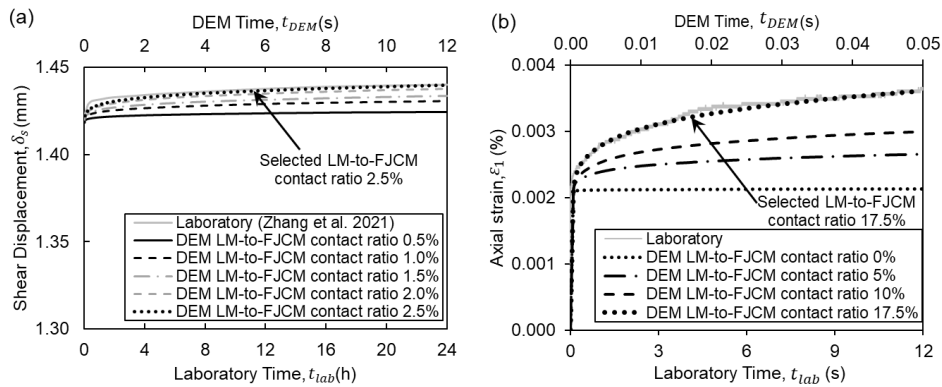 (a)
DEM Time, t_DEM(s)
0 2 4 6 8 10 12
1.45
1.40
1.35
1.30
Shear Displacement, δ_s (mm)
Selected LM-to-FJCM
contact ratio 2.5%
Laboratory (Zhang et al. 2021)
DEM LM-to-FJCM contact ratio 0.5%
DEM LM-to-FJCM contact ratio 1.0%
DEM LM-to-FJCM contact ratio 1.5%
DEM LM-to-FJCM contact ratio 2.0%
DEM LM-to-FJCM contact ratio 2.5%
0 4 8 12 16 20 24
Laboratory Time, t_lab(h)
(b)
DEM Time, t_DEM(s)
0.00 0.01 0.02 0.03 0.04 0.05
0.004
0.003
0.002
0.001
0.000
Axial strain, ε_1 (%)
Selected LM-to-FJCM
contact ratio 17.5%
Laboratory
DEM LM-to-FJCM contact ratio 0%
DEM LM-to-FJCM contact ratio 5%
DEM LM-to-FJCM contact ratio 10%
DEM LM-to-FJCM contact ratio 17.5%
0 3 6 9 12
Laboratory Time, t_lab (s)